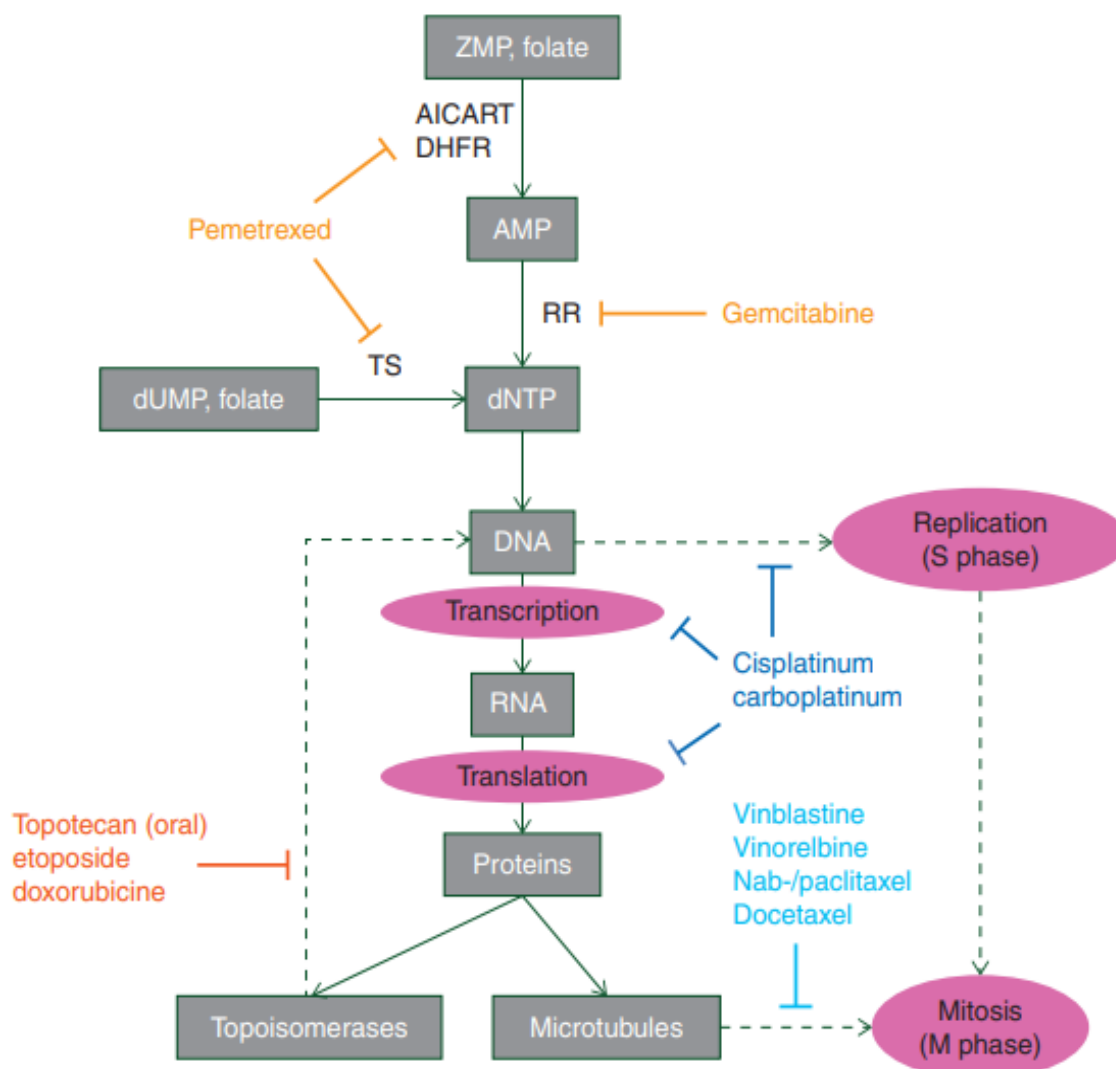 ZMP, folate
AICART
DHFR
Pemetrexed
AMP
RR
Gemcitabine
TS
dUMP, folate
dNTP
DNA
Replication
(S phase)
Transcription
Cisplatinum
carboplatinum
RNA
Translation
Topotecan (oral)
etoposide
doxorubicine
Vinblastine
Vinorelbine
Nab-/paclitaxel
Docetaxel
Proteins
Topoisomerases
Microtubules
Mitosis
(M phase)